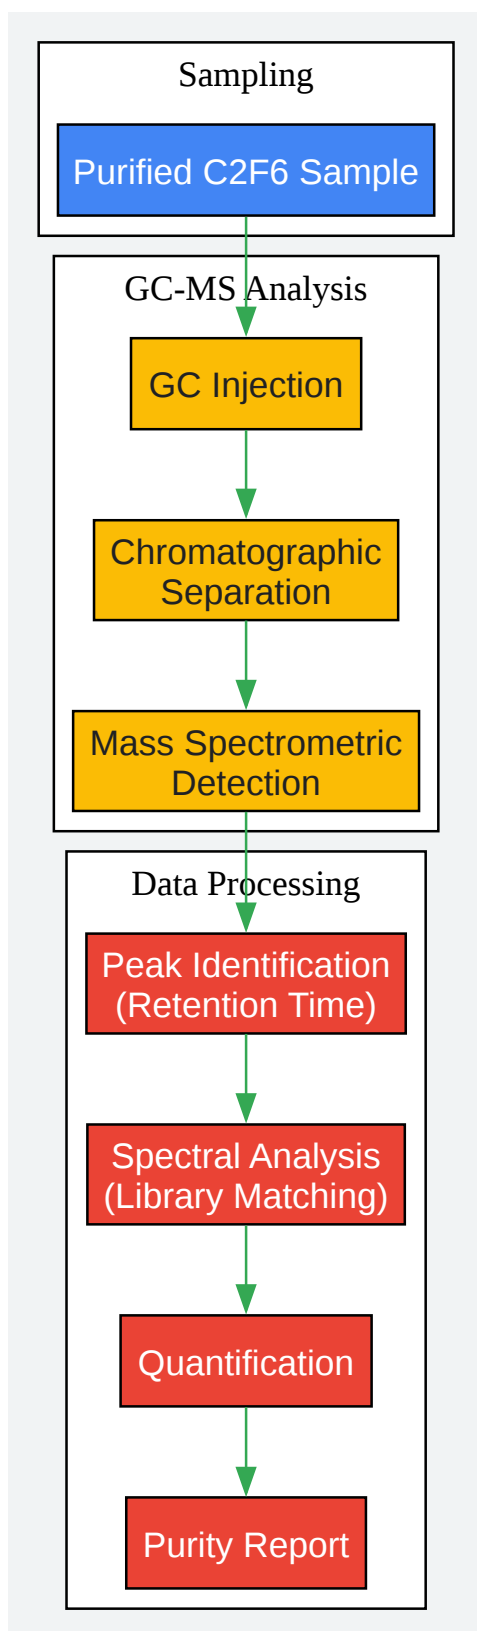 Sampling
Purified C2F6 Sample
GC-MS Analysis
GC Injection
Chromatographic
Separation
Mass Spectrometric
Detection
Data Processing
Peak Identification
(Retention Time)
Spectral Analysis
(Library Matching)
Quantification
Purity Report